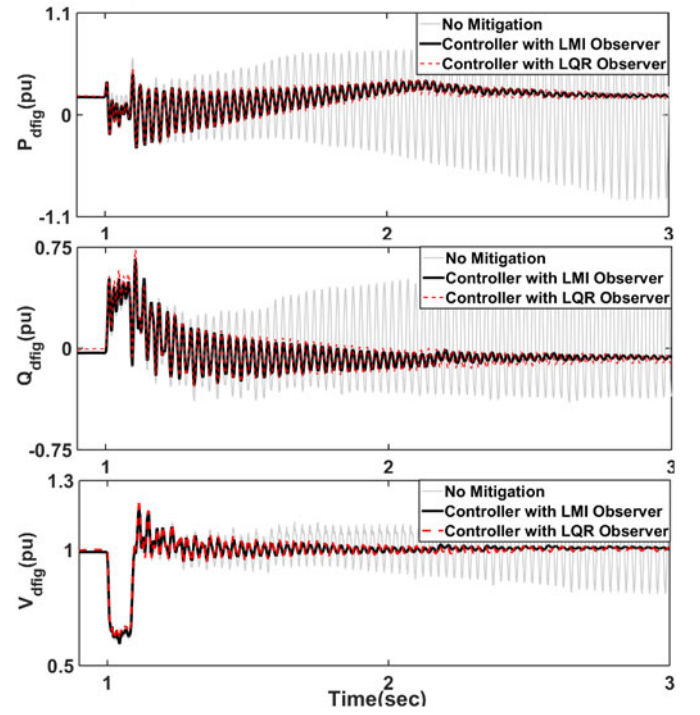 1.1
No Mitigation
Controller with LMI Observer
Controller with LQR Observer
P_dfig(pu)
0
-1.1
1 2 3
0.75
No Mitigation
Controller with LMI Observer
Controller with LQR Observer
Q_dfig(pu)
0
-0.75
1 2 3
1.3
No Mitigation
Controller with LMI Observer
Controller with LQR Observer
V_dfig(pu)
1
0.5
1 2 3
Time(sec)